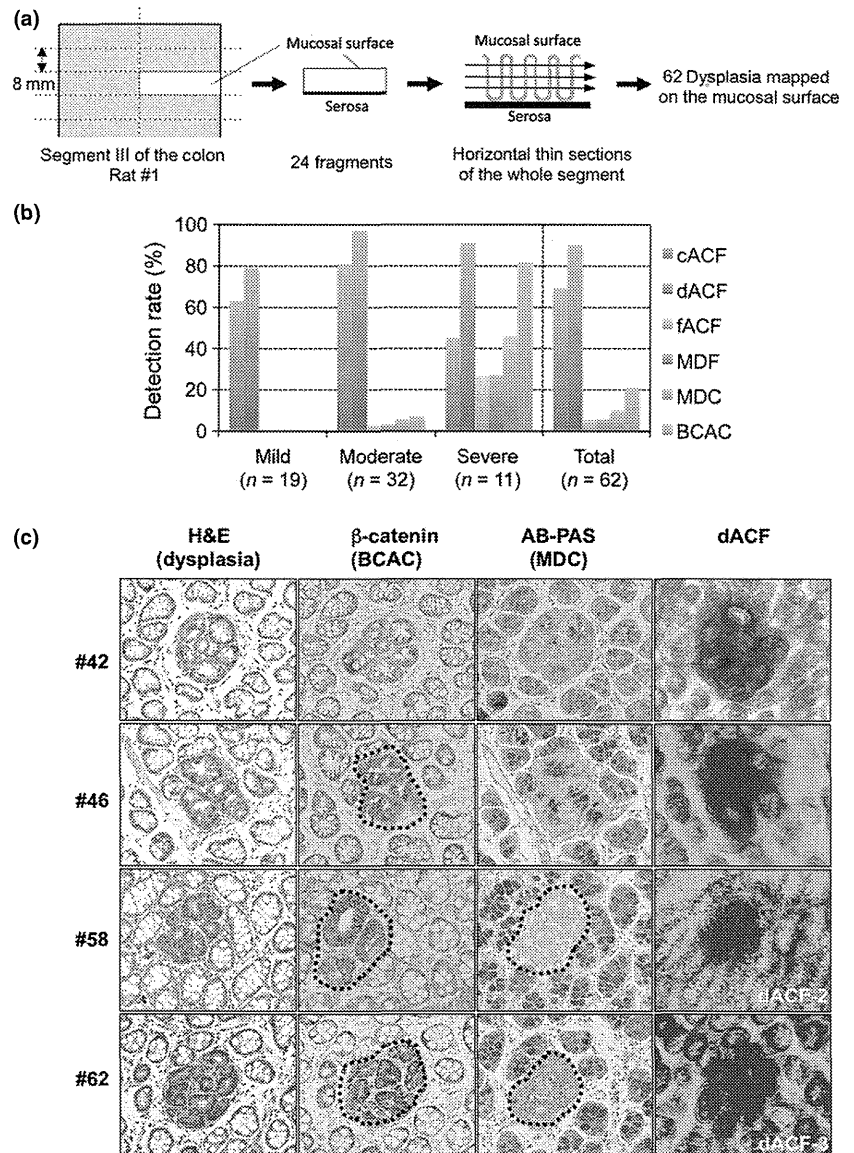 (a)
8 mm
Mucosal surface
Segment III of the colon
Rat #1
Serosa
24 fragments
Mucosal surface
Serosa
Horizontal thin sections
of the whole segment
62 Dysplasia mapped
on the mucosal surface
(b)
Detection rate (%)
100
80
60
40
20
0
Mild
(n = 19)
Moderate
(n = 32)
Severe
(n = 11)
Total
(n = 62)
cACF
dACF
fACF
MDF
MDC
BCAC
(c)
H&E
(dysplasia)
β-catenin
(BCAC)
AB-PAS
(MDC)
dACF
#42
#46
#58
dACF-2
#62
dACF-3